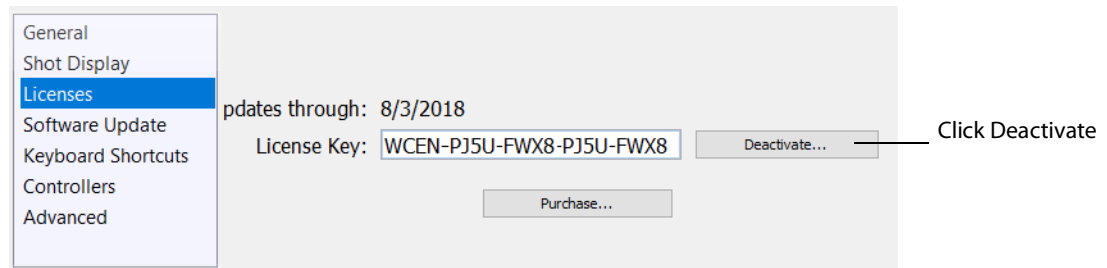 General
Shot Display
Licenses
Software Update
Keyboard Shortcuts
Controllers
Advanced
pdates through: 8/3/2018
License Key: WCEN-PJ5U-FWX8-PJ5U-FWX8 Deactivate...
Purchase...
Click Deactivate